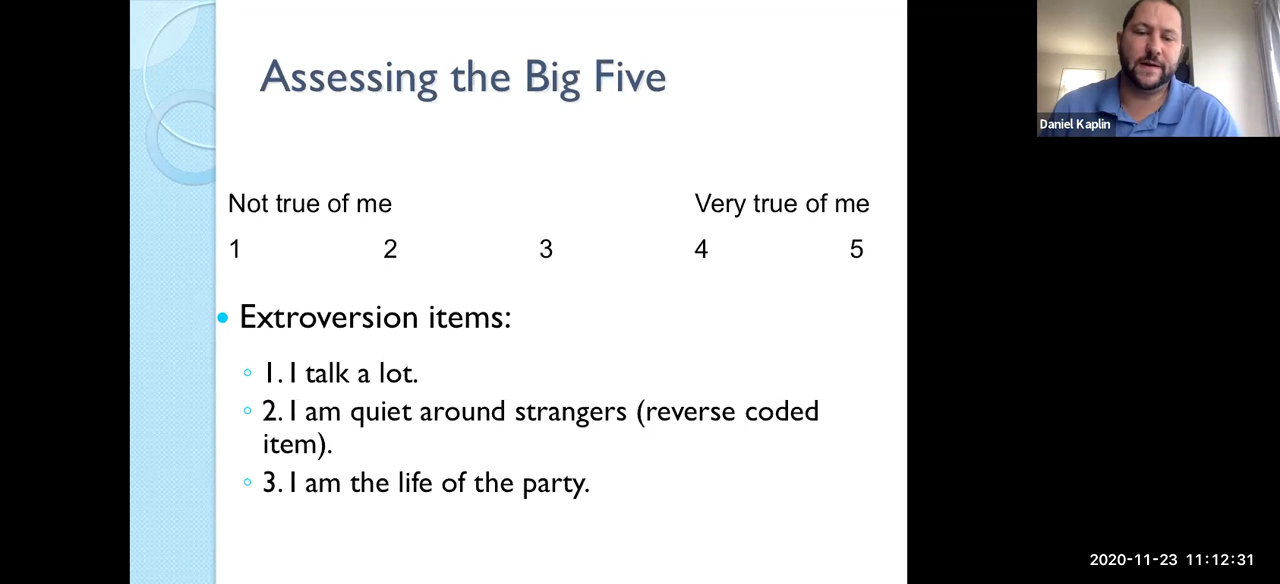 Assessing the Big Five
Daniel Kaplin
Not true of me Very true of me
1 2 3 4 5
Extroversion items:
1. I talk a lot.
2. I am quiet around strangers (reverse coded
item).
3. I am the life of the party.
2020-11-23 11:12:31